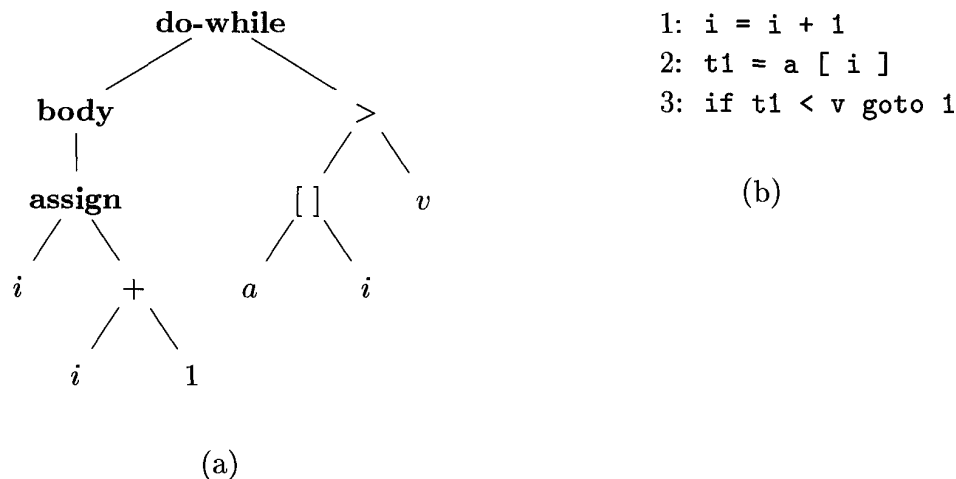 do-while
body >
assign [ ] v
i + a i
i 1
(a)
1: i = i + 1
2: t1 = a [ i ]
3: if t1 < v goto 1
(b)